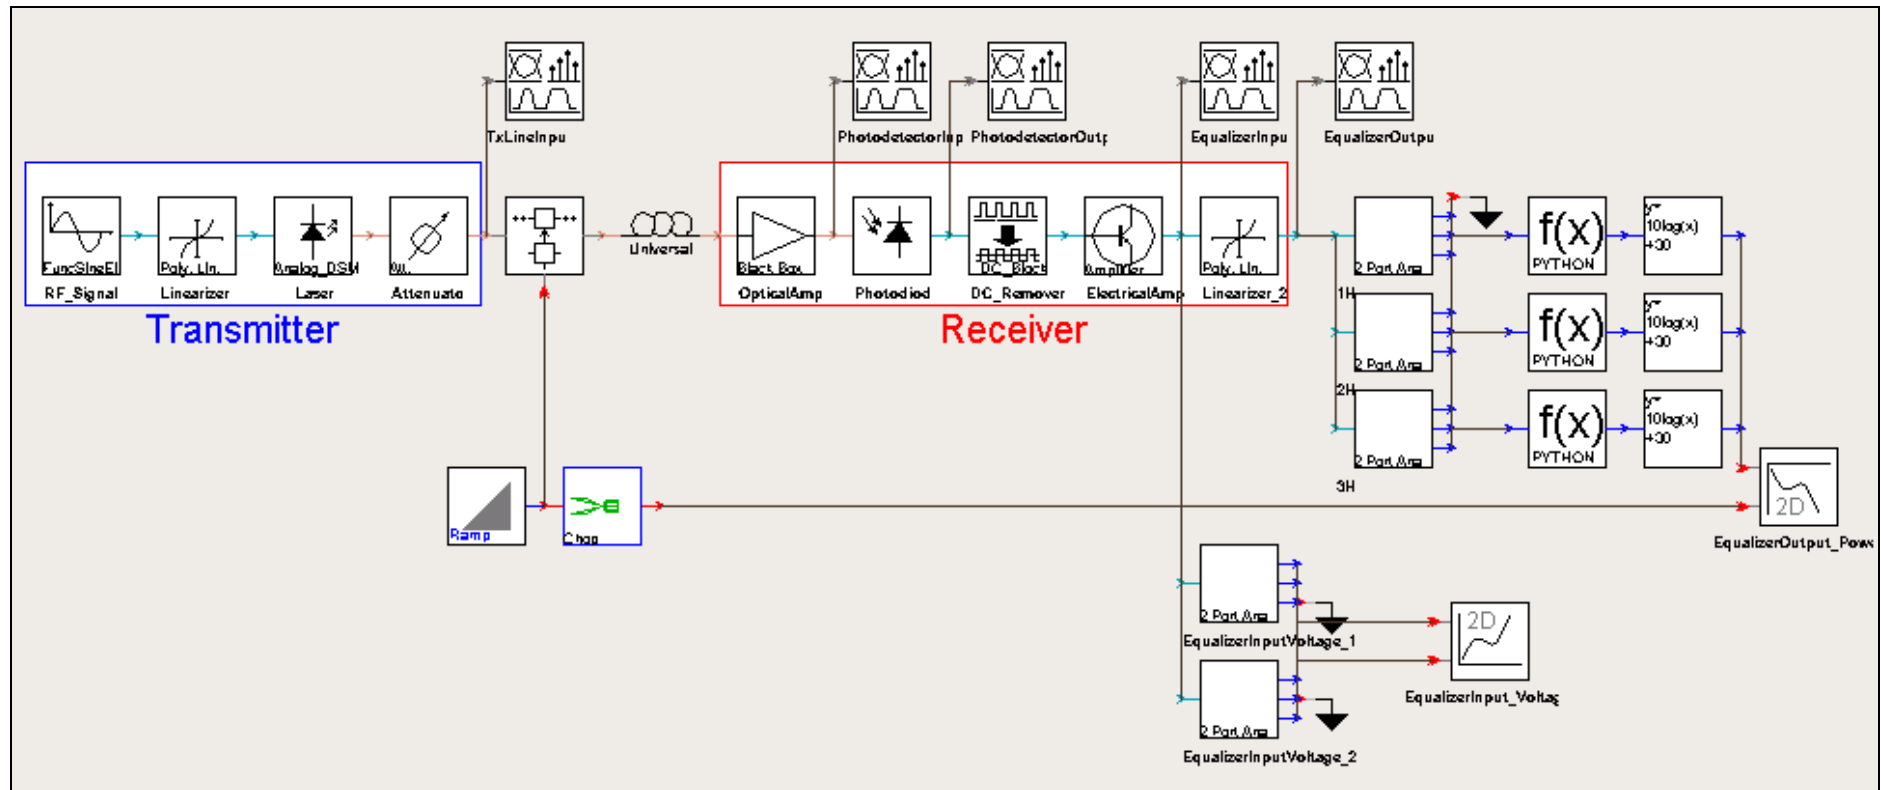 TxLineInpu
PhotodetectorInp
PhotodetectorOutp
EqualizerInpu
EqualizerOutpu
FuncSineEl
RF_Signal
Poly. Lin.
Linearizer
Analog_DSM
Laser
Att.
Attenuato
Transmitter
Universal
Black Box
OpticalAmp
Photodiod
DC_Block
DC_Remover
Amplifier
ElectricalAmp
Poly. Lin.
Linearizer_2
Receiver
2 Port Ana
1H
f(x)
PYTHON
y=
10log(x)
+30
2 Port Ana
2H
f(x)
PYTHON
y=
10log(x)
+30
2 Port Ana
3H
f(x)
PYTHON
y=
10log(x)
+30
Ramp
Chop
2D
EqualizerOutput_Powe
2 Port Ana
EqualizerInputVoltage_1
2D
EqualizerInput_Voltag
2 Port Ana
EqualizerInputVoltage_2